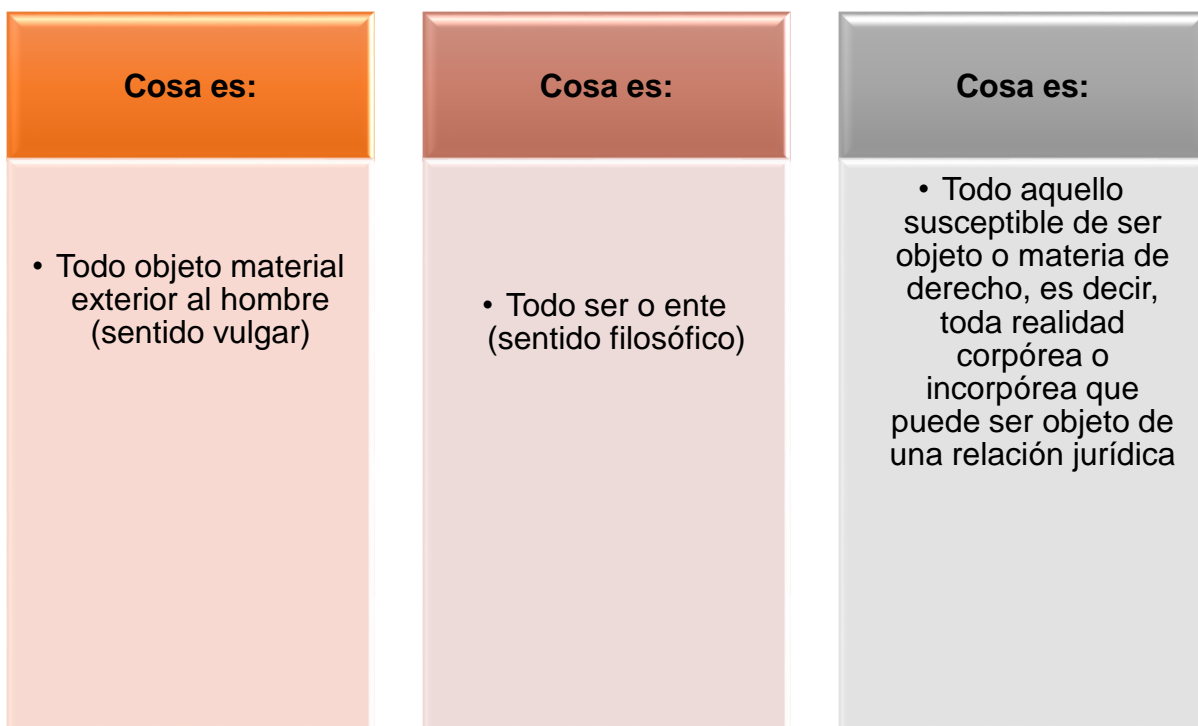 Cosa es:
• Todo objeto material
exterior al hombre
(sentido vulgar)
Cosa es:
• Todo ser o ente
(sentido filosófico)
Cosa es:
• Todo aquello
susceptible de ser
objeto o materia de
derecho, es decir,
toda realidad
corpórea o
incorpórea que
puede ser objeto de
una relación jurídica